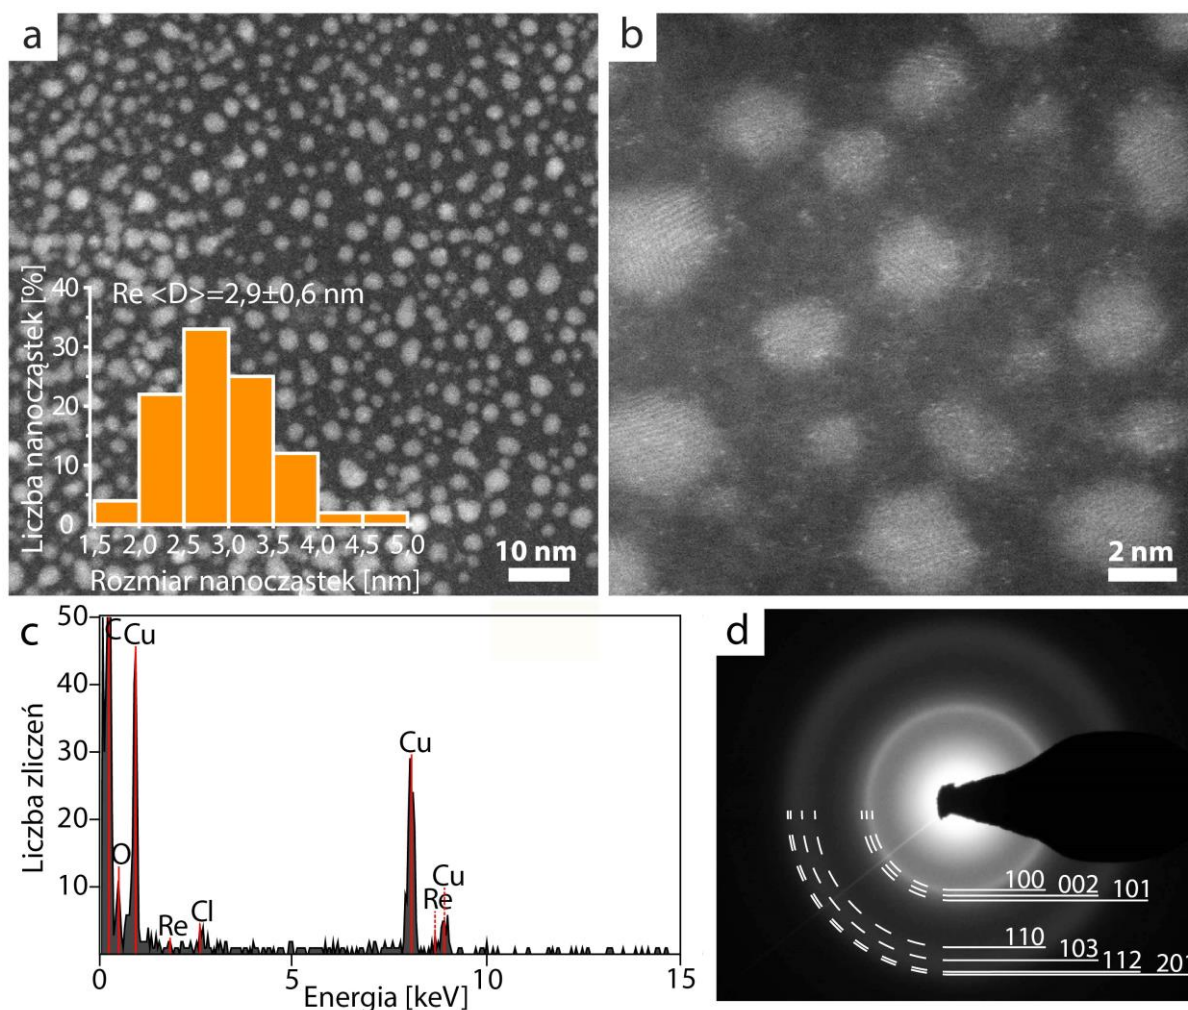 a
40
30
20
10
0
Liczba nanocząstek [%]
Re <D>=2,9±0,6 nm
1,5 2,0 2,5 3,0 3,5 4,0 4,5 5,0
Rozmiar nanocząstek [nm]
10 nm
b
2 nm
c
50
40
30
20
10
Liczba zliczeń
C
Cu
O
Re
Cl
Cu
Re
Cu
0 5 10 15
Energia [keV]
d
100 002 101
110
103
112
201